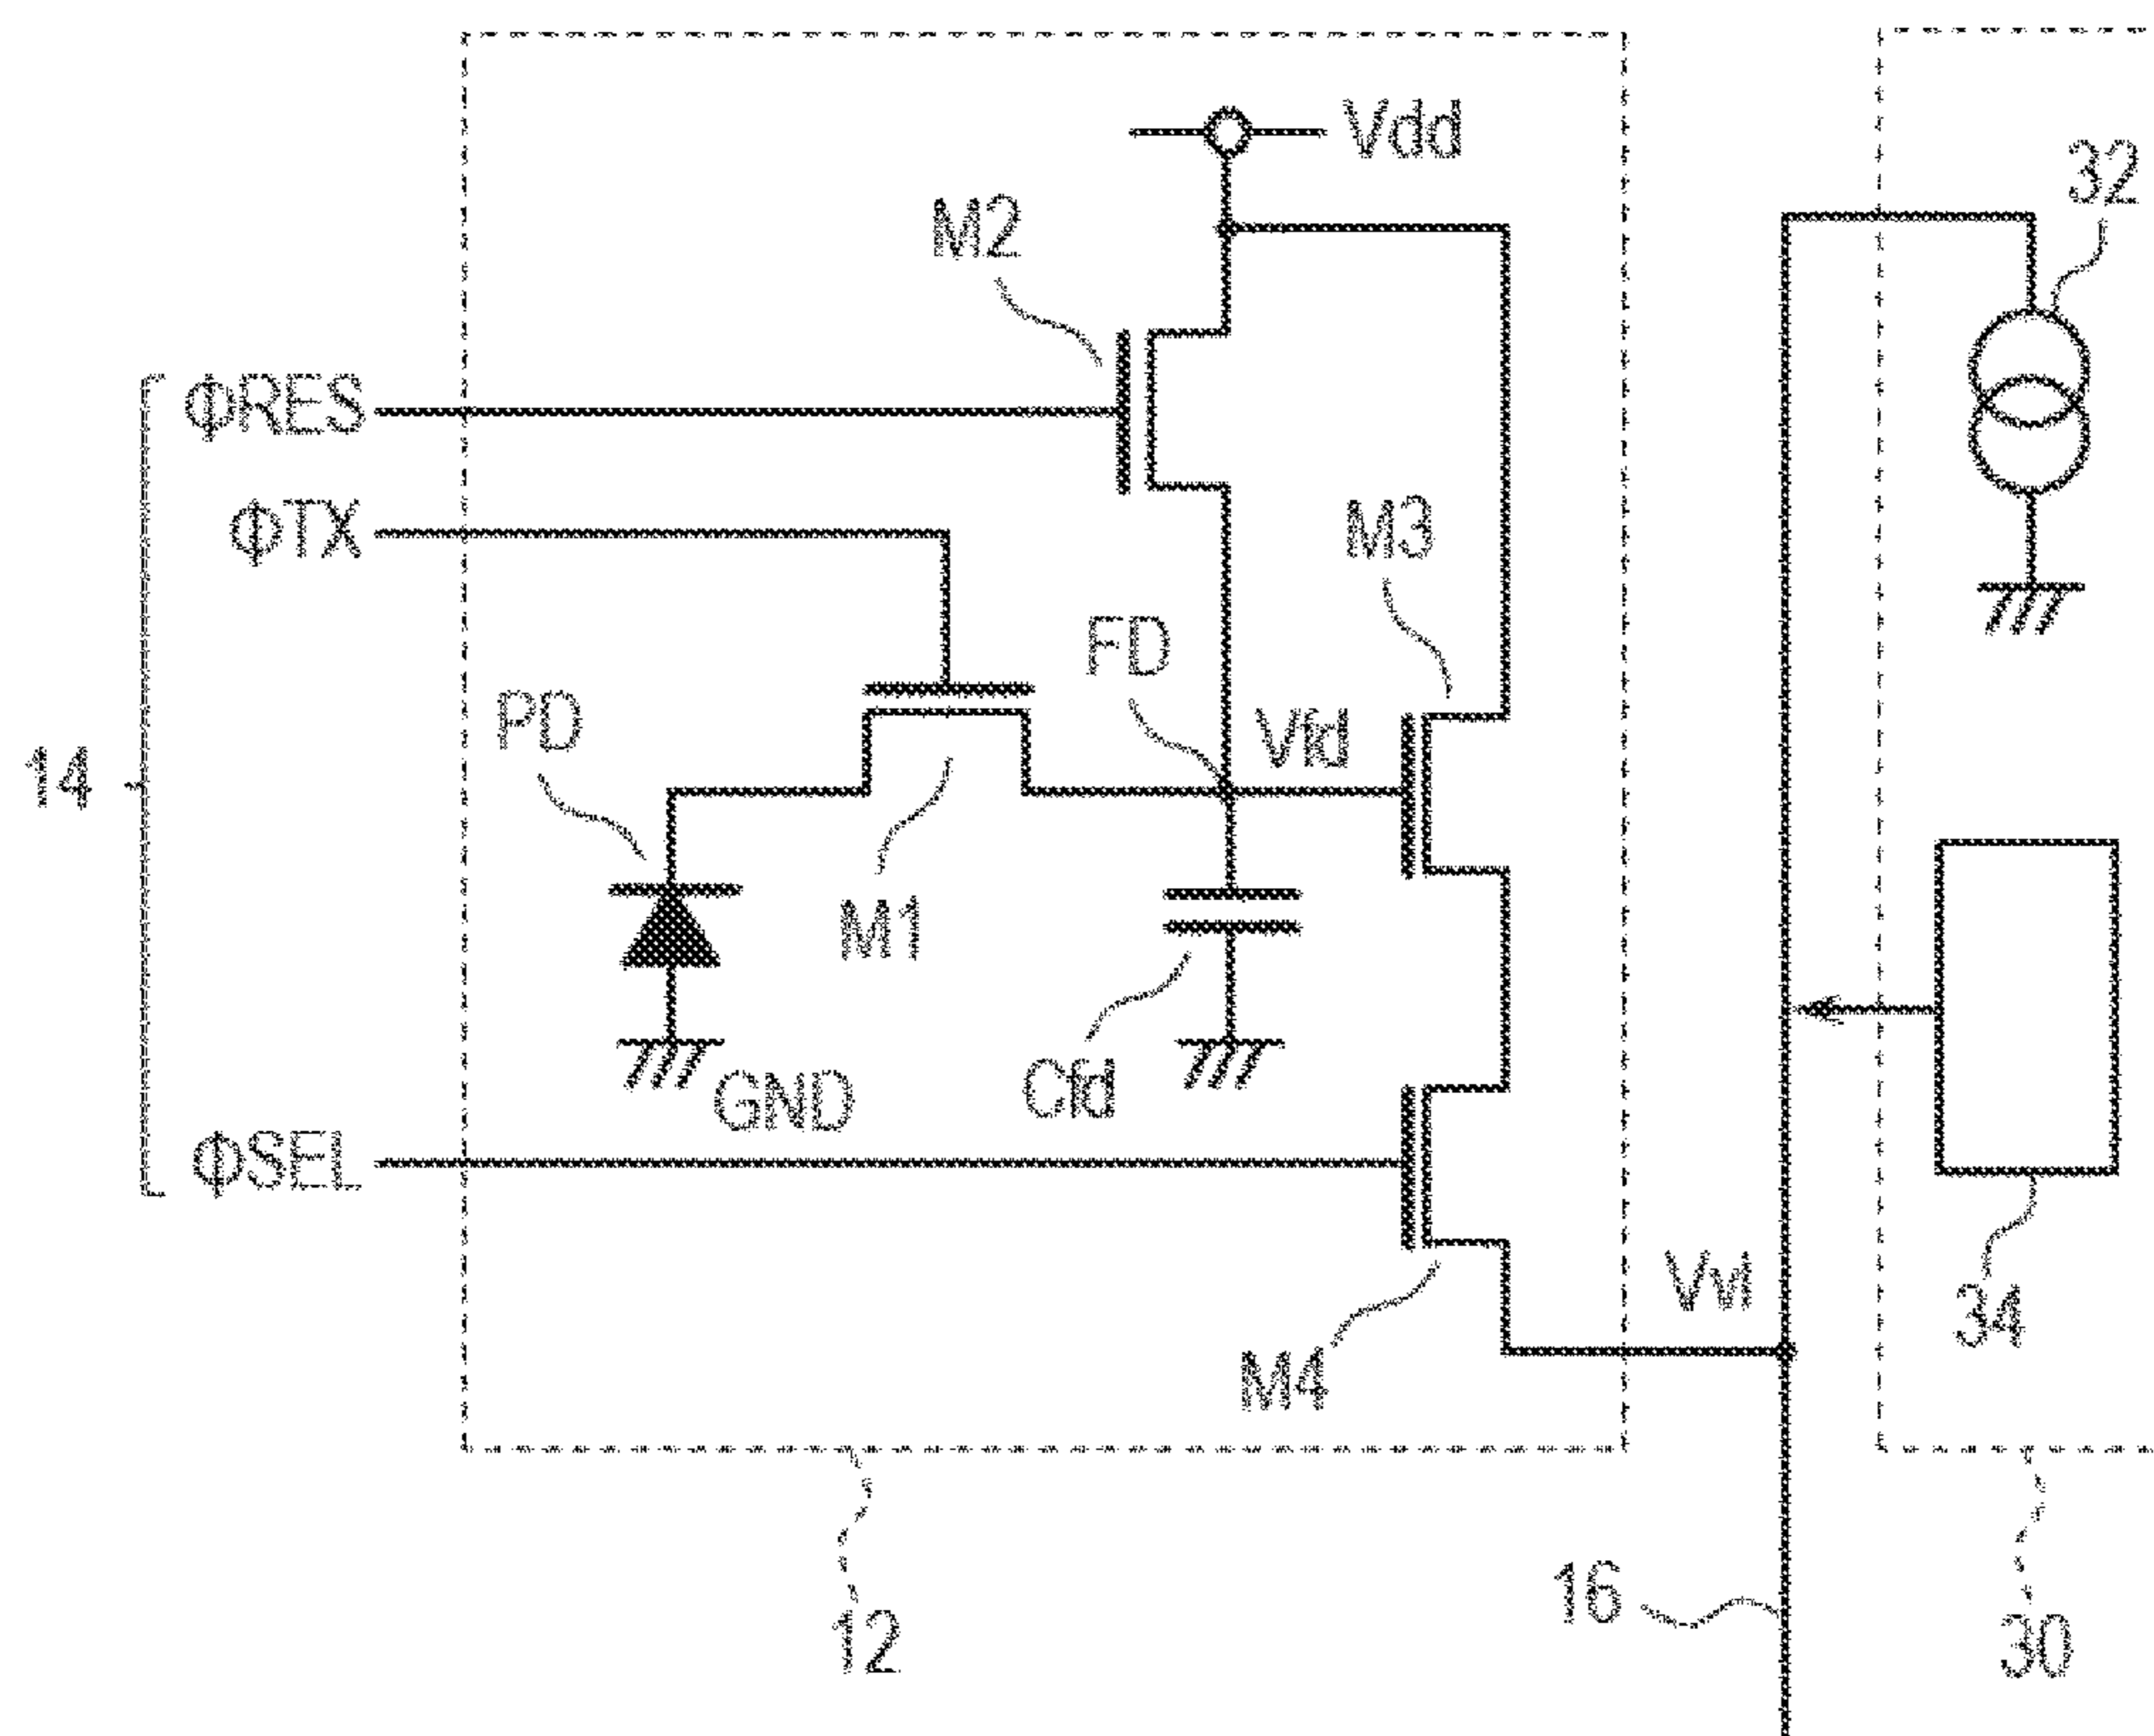 Vdd
32
M2
ΦRES
ΦTX
M3
FD
PD
Vfd
14
M1
Cfd
GND
ΦSEL
Vvl
34
M4
16
12
30